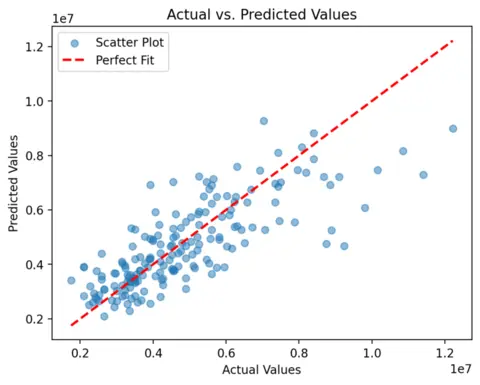 Actual vs. Predicted Values
1e7
Scatter Plot
Perfect Fit
1.2
1.0
0.8
0.6
0.4
0.2
Predicted Values
0.2 0.4 0.6 0.8 1.0 1.2
1e7
Actual Values